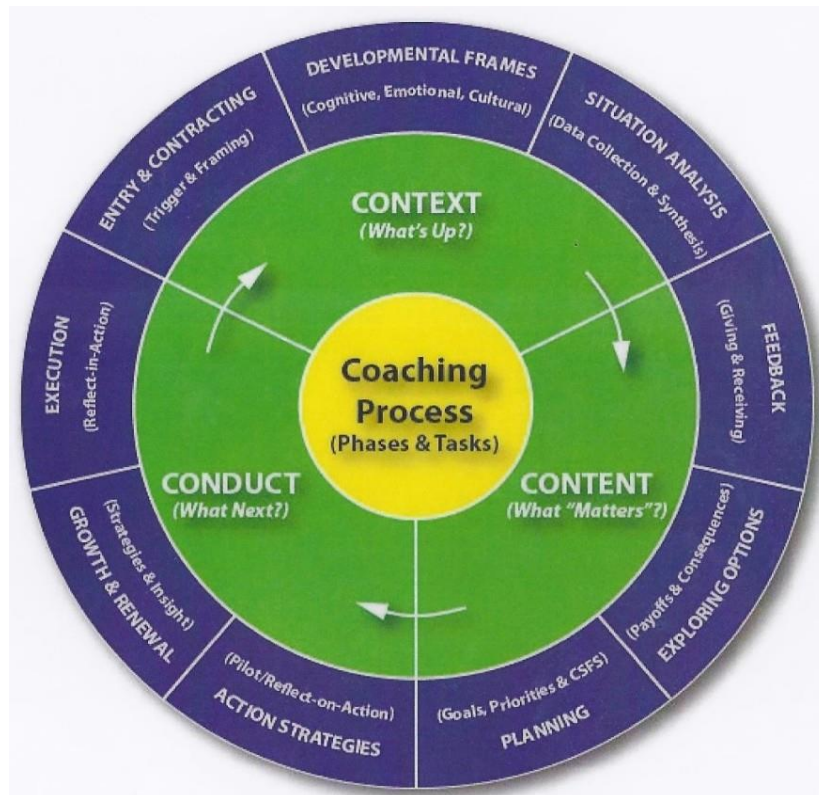 DEVELOPMENTAL FRAMES
(Cognitive, Emotional, Cultural)
SITUATION ANALYSIS
(Data Collection & Synthesis)
FEEDBACK
(Giving & Receiving)
EXPLORING OPTIONS
(Payoffs & Consequences)
PLANNING
(Goals, Priorities & CSFS)
ACTION STRATEGIES
(Pilot/Reflect-on-Action)
GROWTH & RENEWAL
(Strategies & Insight)
EXECUTION
(Reflect-in-Action)
ENTRY & CONTRACTING
(Trigger & Framing)
CONTEXT
(What's Up?)
CONTENT
(What "Matters"?)
CONDUCT
(What Next?)
Coaching
Process
(Phases & Tasks)